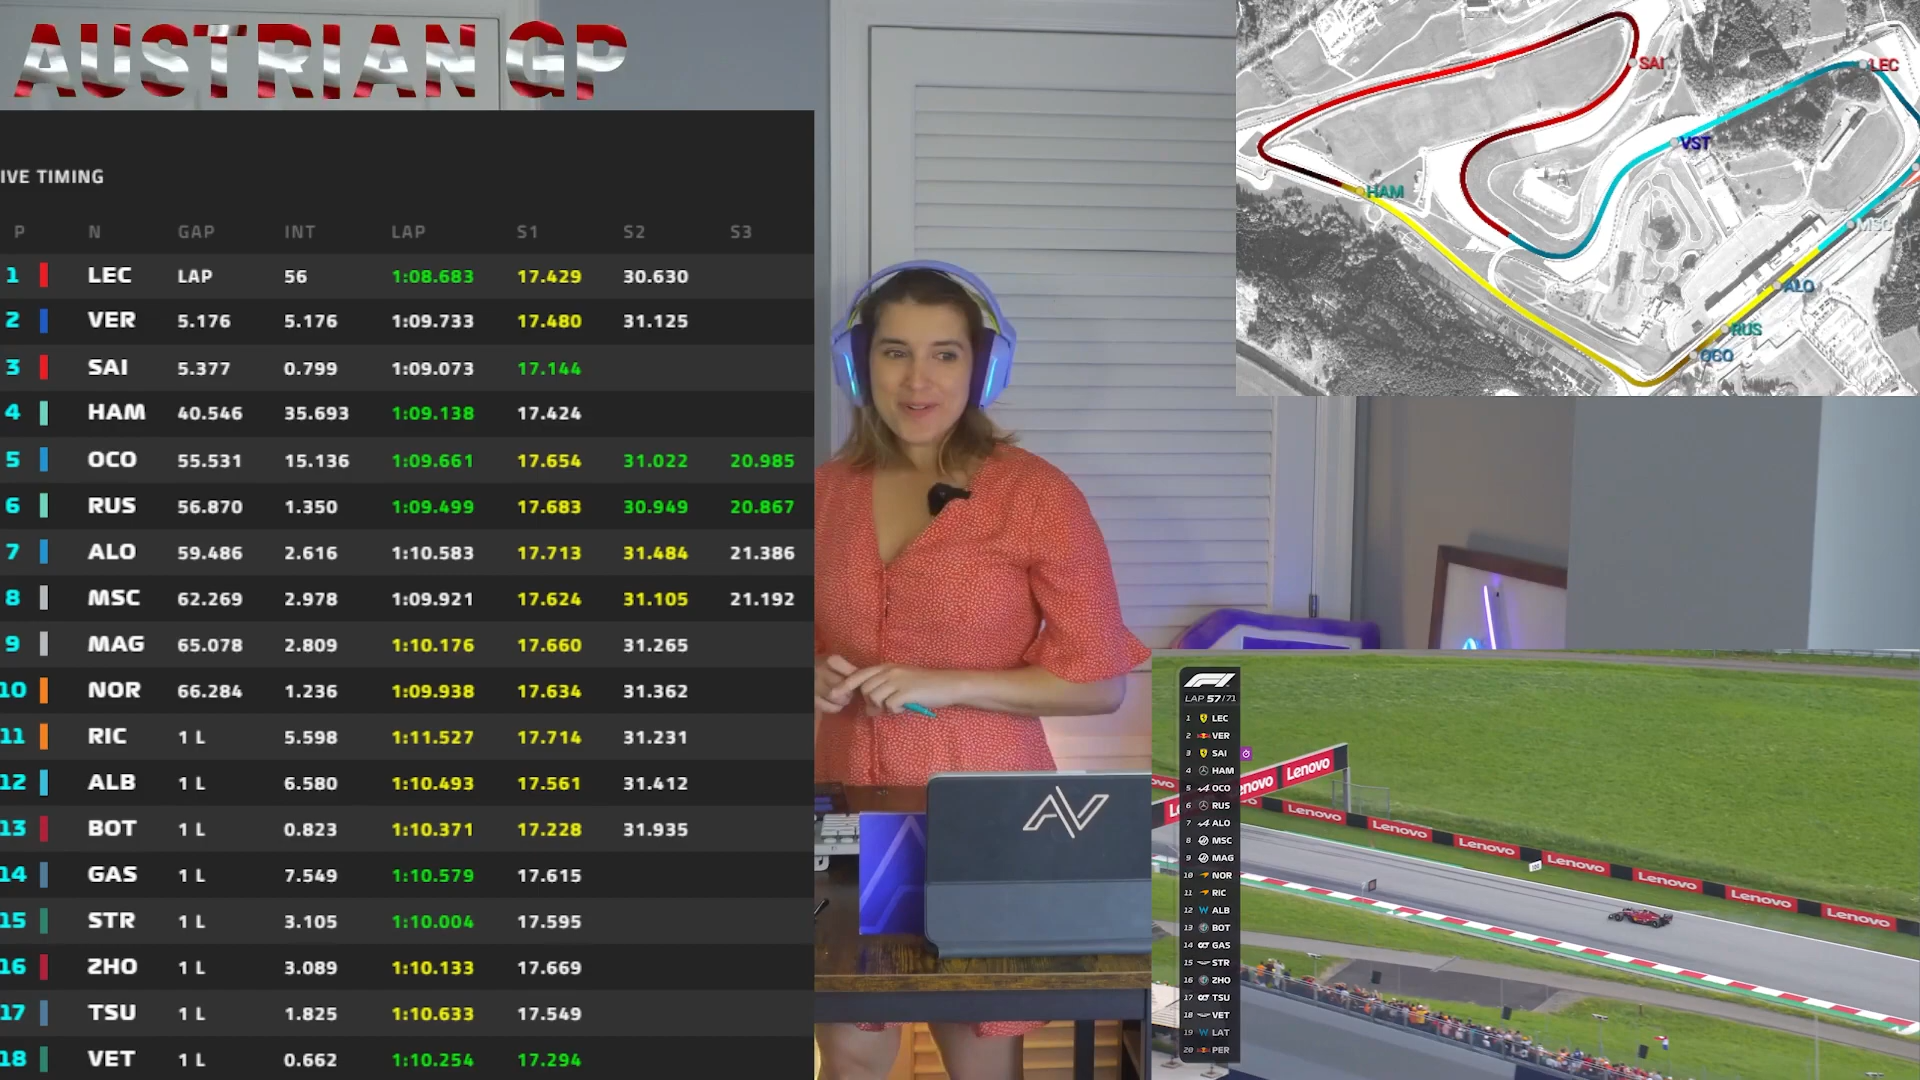 AUSTRIAN GP
IVE TIMING
P N GAP INT LAP S1 S2 S3
1 LEC LAP 56 1:08.683 17.429 30.630
2 VER 5.176 5.176 1:09.733 17.480 31.125
3 SAI 5.377 0.799 1:09.073 17.144
4 HAM 40.546 35.693 1:09.138 17.424
5 OCO 55.531 15.136 1:09.661 17.654 31.022 20.985
6 RUS 56.870 1.350 1:09.499 17.683 30.949 20.867
7 ALO 59.486 2.616 1:10.583 17.713 31.484 21.386
8 MSC 62.269 2.978 1:09.921 17.624 31.105 21.192
9 MAG 65.078 2.809 1:10.176 17.660 31.265
10 NOR 66.284 1.236 1:09.938 17.634 31.362
11 RIC 1 L 5.598 1:11.527 17.714 31.231
12 ALB 1 L 6.580 1:10.493 17.561 31.412
13 BOT 1 L 0.823 1:10.371 17.228 31.935
14 GAS 1 L 7.549 1:10.579 17.615
15 STR 1 L 3.105 1:10.004 17.595
16 ZHO 1 L 3.089 1:10.133 17.669
17 TSU 1 L 1.825 1:10.633 17.549
18 VET 1 L 0.662 1:10.254 17.294
SAI
LEC
VST
HAM
MSC
ALO
RUS
OCO
AV
F1
LAP 57/71
1 LEC
2 VER
3 SAI
4 HAM
5 OCO
6 RUS
7 ALO
8 MSC
9 MAG
10 NOR
11 RIC
12 ALB
13 BOT
14 GAS
15 STR
16 ZHO
17 TSU
18 VET
19 LAT
20 PER
enovo Lenovo
Lenovo Lenovo Lenovo Lenovo Lenovo Lenovo Lenovo